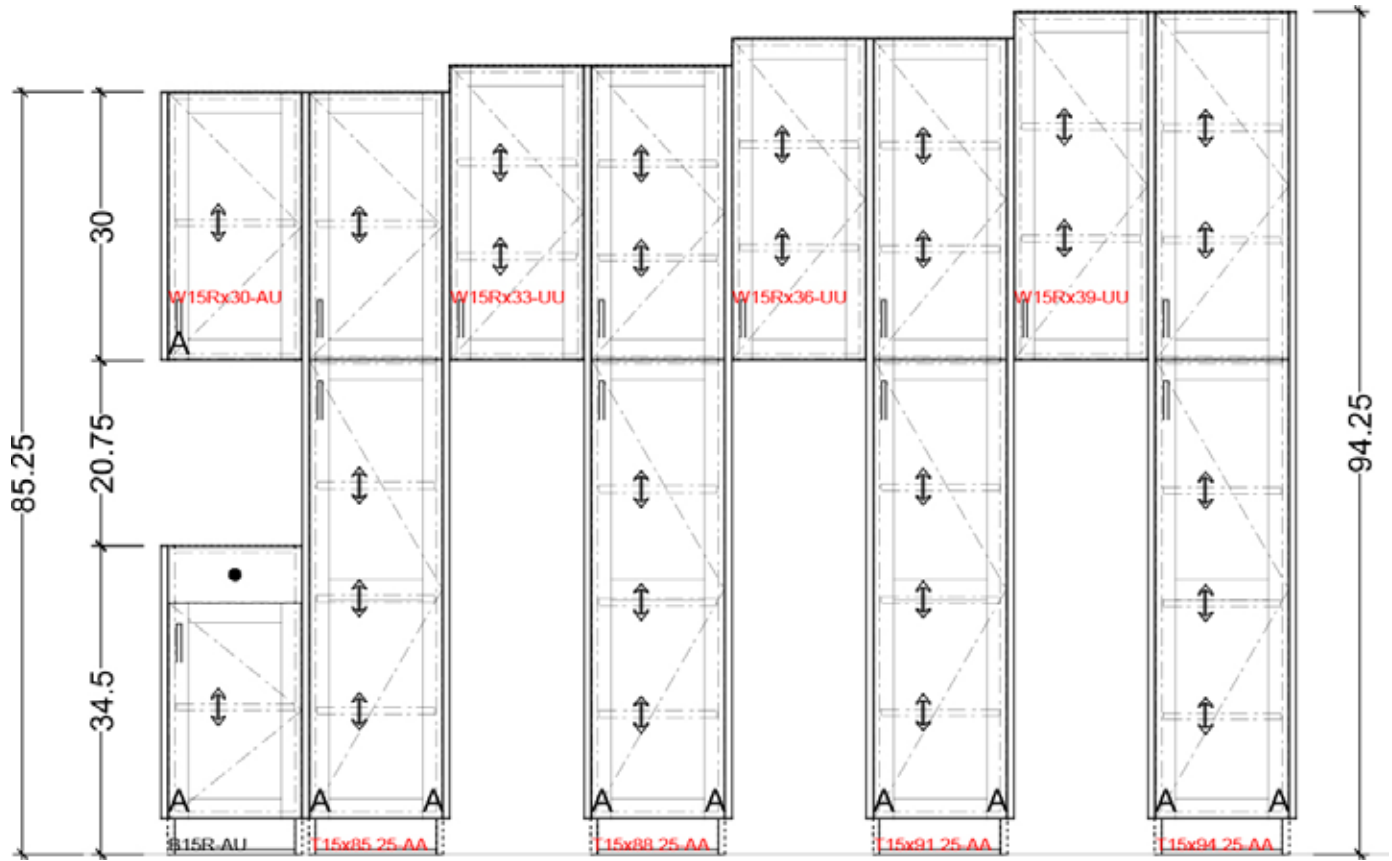 30
20.75
34.5
85.25
94.25
W15Rx30-AU
W15Rx33-UU
W15Rx36-UU
W15Rx39-UU
A
A
A
A
A
A
A
A
A
A
B15R-AU
T15x85.25-AA
T15x88.25-AA
T15x91.25-AA
T15x94.25-AA